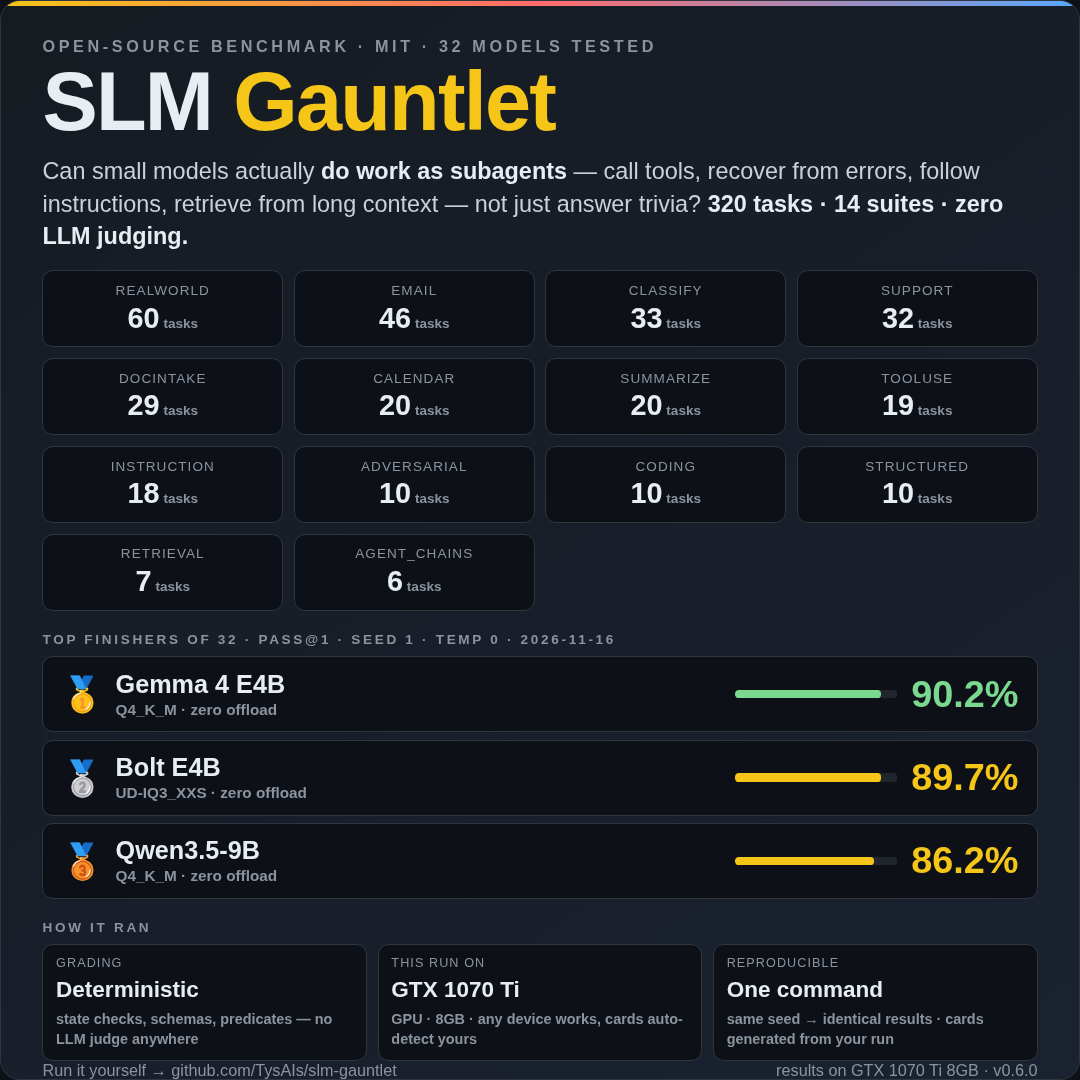 OPEN-SOURCE BENCHMARK · MIT · 32 MODELS TESTED
SLM Gauntlet
Can small models actually do work as subagents — call tools, recover from errors, follow
instructions, retrieve from long context — not just answer trivia? 320 tasks · 14 suites · zero
LLM judging.
REALWORLD
60 tasks
EMAIL
46 tasks
CLASSIFY
33 tasks
SUPPORT
32 tasks
DOCINTAKE
29 tasks
CALENDAR
20 tasks
SUMMARIZE
20 tasks
TOOLUSE
19 tasks
INSTRUCTION
18 tasks
ADVERSARIAL
10 tasks
CODING
10 tasks
STRUCTURED
10 tasks
RETRIEVAL
7 tasks
AGENT_CHAINS
6 tasks
TOP FINISHERS OF 32 · PASS@1 · SEED 1 · TEMP 0 · 2026-11-16
1
Gemma 4 E4B
Q4_K_M · zero offload
90.2%
2
Bolt E4B
UD-IQ3_XXS · zero offload
89.7%
3
Qwen3.5-9B
Q4_K_M · zero offload
86.2%
HOW IT RAN
GRADING
Deterministic
state checks, schemas, predicates — no
LLM judge anywhere
THIS RUN ON
GTX 1070 Ti
GPU · 8GB · any device works, cards auto-
detect yours
REPRODUCIBLE
One command
same seed → identical results · cards
generated from your run
Run it yourself → github.com/TysAIs/slm-gauntlet
results on GTX 1070 Ti 8GB · v0.6.0